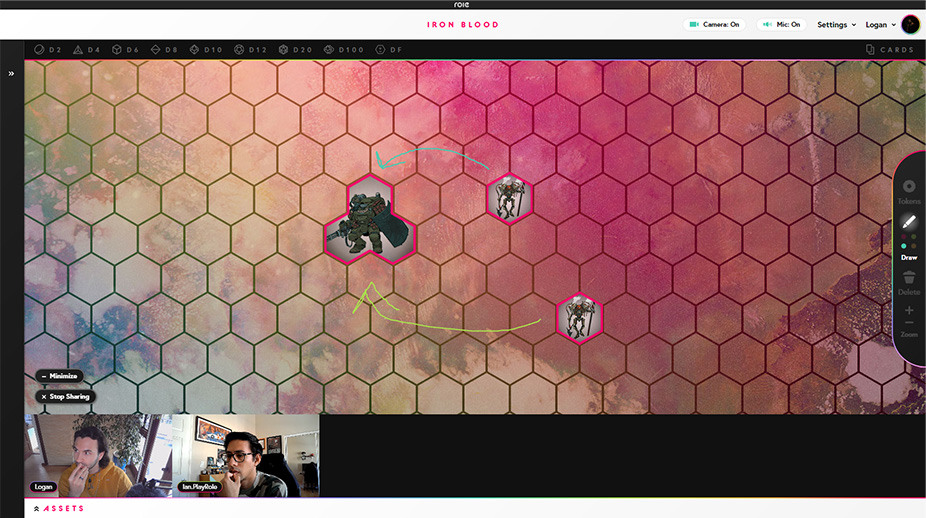 role
IRON BLOOD
Camera: On
Mic: On
Settings
Logan
D2 D4 D6 D8 D10 D12 D20 D100 DF
CARDS
Tokens
Draw
Delete
Zoom
Minimize
Stop Sharing
Logan
Ian.PlayRole
ASSETS